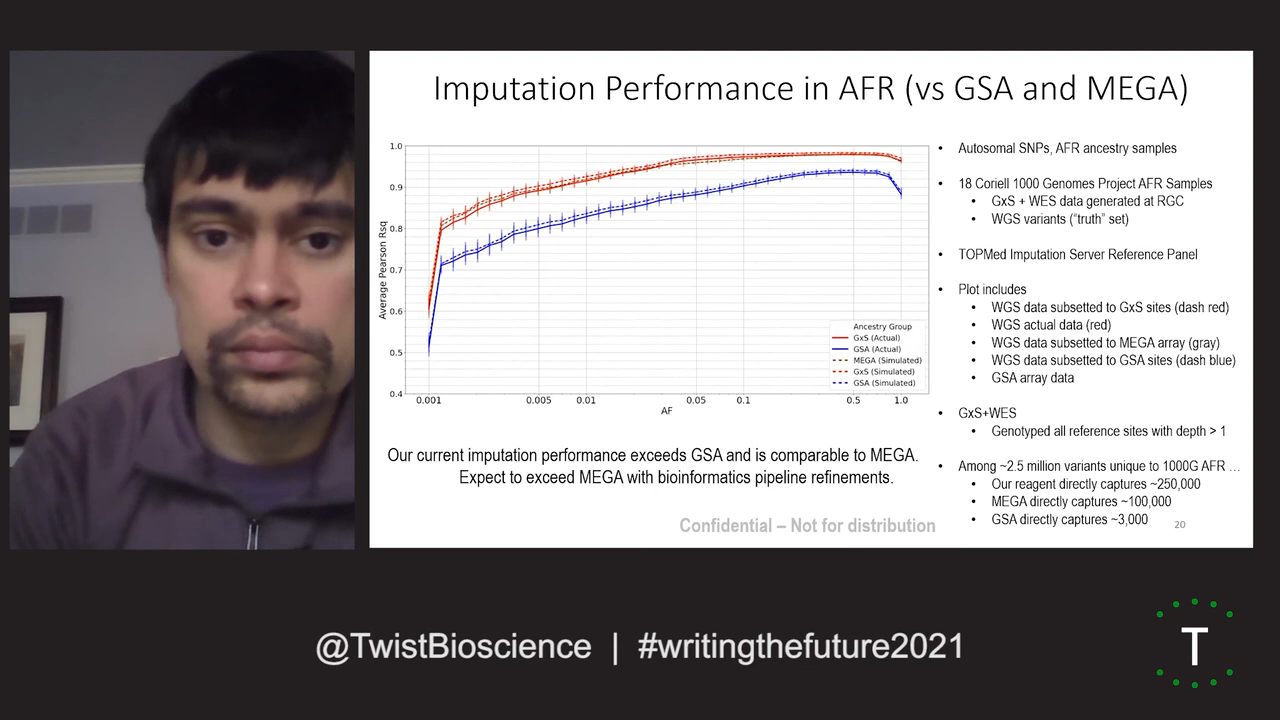 Imputation Performance in AFR (vs GSA and MEGA)
1.0
0.9
0.8
0.7
0.6
0.5
0.4
Average Pearson Rsq
0.001 0.005 0.01 0.05 0.1 0.5 1.0
AF
Ancestry Group
GxS (Actual)
GSA (Actual)
MEGA (Simulated)
GxS (Simulated)
GSA (Simulated)
Our current imputation performance exceeds GSA and is comparable to MEGA.
Expect to exceed MEGA with bioinformatics pipeline refinements.
• Autosomal SNPs, AFR ancestry samples
• 18 Coriell 1000 Genomes Project AFR Samples
• GxS + WES data generated at RGC
• WGS variants (“truth” set)
• TOPMed Imputation Server Reference Panel
• Plot includes
• WGS data subsetted to GxS sites (dash red)
• WGS actual data (red)
• WGS data subsetted to MEGA array (gray)
• WGS data subsetted to GSA sites (dash blue)
• GSA array data
• GxS+WES
• Genotyped all reference sites with depth > 1
• Among ~2.5 million variants unique to 1000G AFR …
• Our reagent directly captures ~250,000
• MEGA directly captures ~100,000
• GSA directly captures ~3,000
Confidential – Not for distribution
20
@TwistBioscience | #writingthefuture2021
T